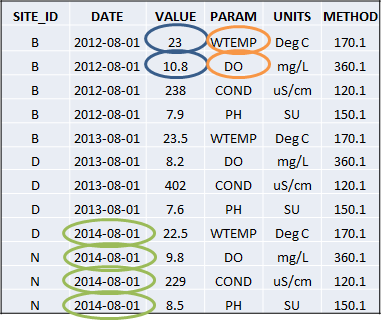 SITE_ID DATE VALUE PARAM UNITS METHOD
B 2012-08-01 23 WTEMP Deg C 170.1
B 2012-08-01 10.8 DO mg/L 360.1
B 2012-08-01 238 COND uS/cm 120.1
B 2012-08-01 7.9 PH SU 150.1
B 2013-08-01 23.5 WTEMP Deg C 170.1
D 2013-08-01 8.2 DO mg/L 360.1
D 2013-08-01 402 COND uS/cm 120.1
D 2013-08-01 7.6 PH SU 150.1
D 2014-08-01 22.5 WTEMP Deg C 170.1
N 2014-08-01 9.8 DO mg/L 360.1
N 2014-08-01 229 COND uS/cm 120.1
N 2014-08-01 8.5 PH SU 150.1